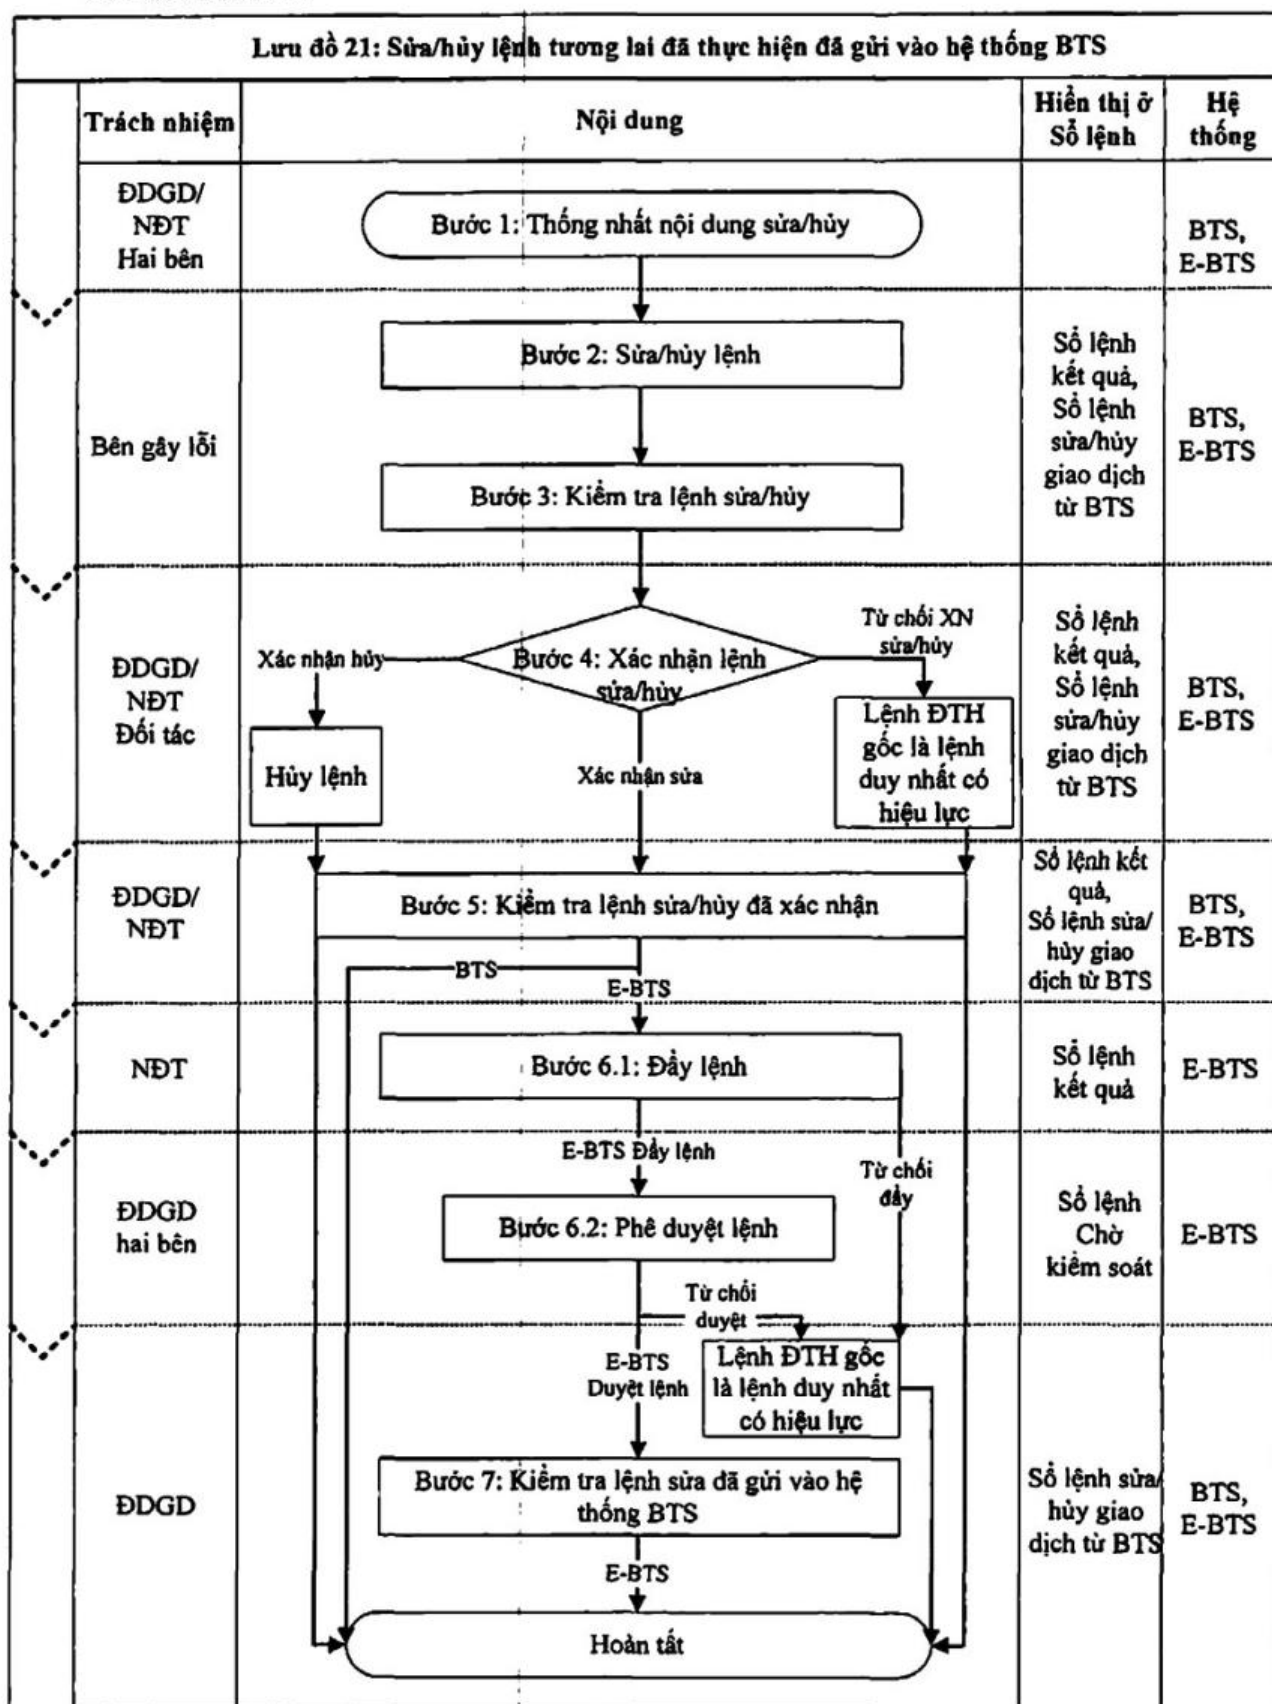 Lưu đồ 21: Sửa/hủy lệnh tương lai đã thực hiện đã gửi vào hệ thống BTS
Trách nhiệm
Nội dung
Hiển thị ở
Sổ lệnh
Hệ
thống
ĐDGD/
NĐT
Hai bên
Bước 1: Thống nhất nội dung sửa/hủy
BTS,
E-BTS
Bên gây lỗi
Bước 2: Sửa/hủy lệnh
Bước 3: Kiểm tra lệnh sửa/hủy
Sổ lệnh
kết quả,
Sổ lệnh
sửa/hủy
giao dịch
từ BTS
BTS,
E-BTS
ĐDGD/
NĐT
Đối tác
Xác nhận hủy
Bước 4: Xác nhận lệnh
sửa/hủy
Từ chối XN
sửa/hủy
Hủy lệnh
Xác nhận sửa
Lệnh ĐTH
gốc là lệnh
duy nhất có
hiệu lực
Sổ lệnh
kết quả,
Sổ lệnh
sửa/hủy
giao dịch
từ BTS
BTS,
E-BTS
ĐDGD/
NĐT
Bước 5: Kiểm tra lệnh sửa/hủy đã xác nhận
BTS
E-BTS
Sổ lệnh kết
quả,
Sổ lệnh sửa/
hủy giao
dịch từ BTS
BTS,
E-BTS
NĐT
Bước 6.1: Đẩy lệnh
Sổ lệnh
kết quả
E-BTS
ĐDGD
hai bên
E-BTS Đẩy lệnh
Từ chối
đẩy
Bước 6.2: Phê duyệt lệnh
Từ chối
duyệt
Sổ lệnh
Chờ
kiểm soát
E-BTS
ĐDGD
E-BTS
Duyệt lệnh
Lệnh ĐTH gốc
là lệnh duy nhất
có hiệu lực
Bước 7: Kiểm tra lệnh sửa đã gửi vào hệ
thống BTS
E-BTS
Hoàn tất
Sổ lệnh sửa/
hủy giao
dịch từ BTS
BTS,
E-BTS